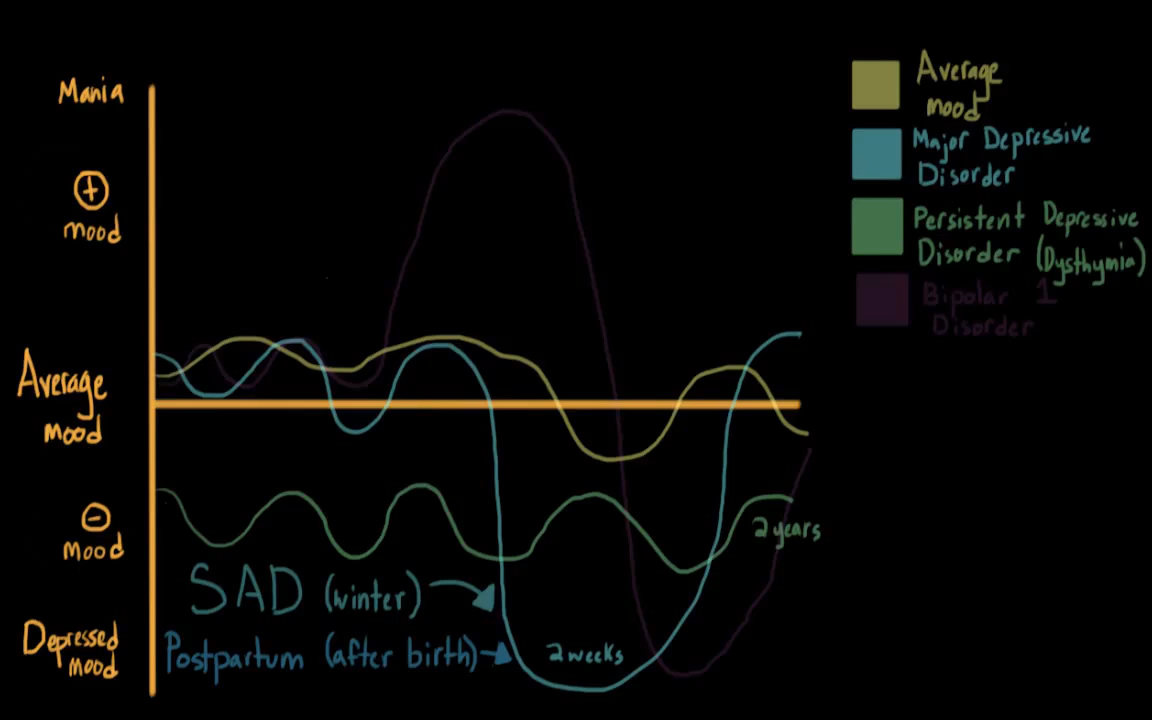 Mania
+
mood
Average
mood
-
mood
Depressed
mood
SAD (winter)
Postpartum (after birth)
2 weeks
2 years
Average
mood
Major Depressive
Disorder
Persistent Depressive
Disorder (Dysthymia)
Bipolar 1
Disorder